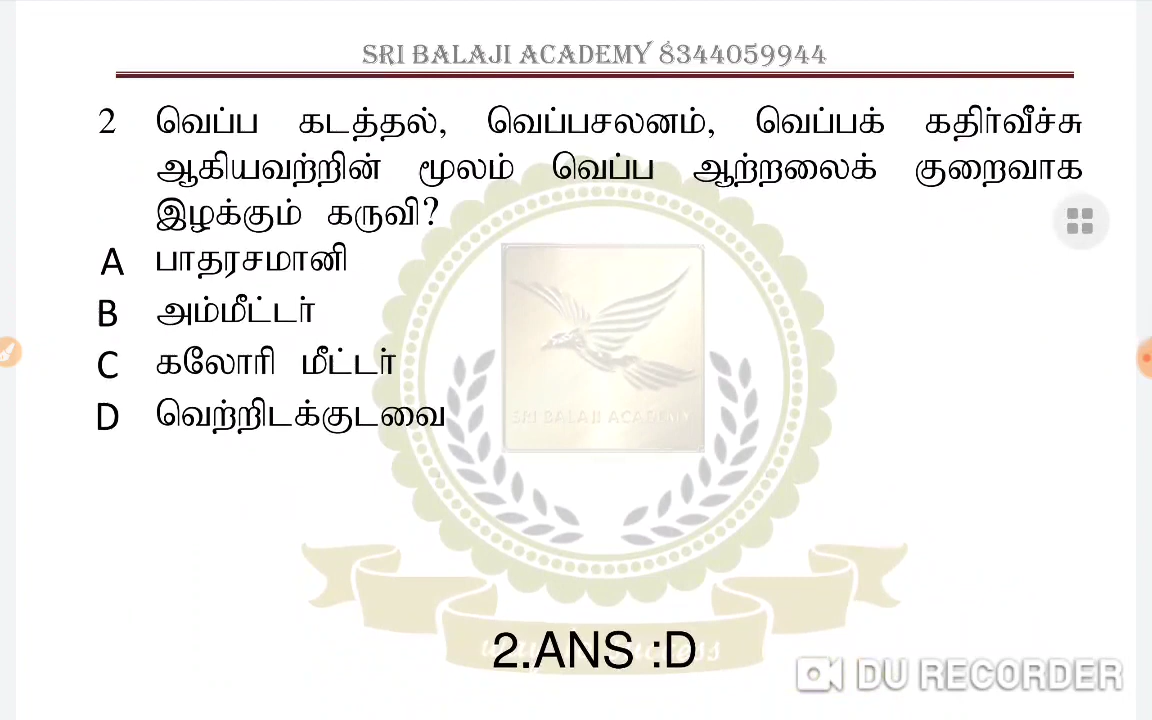 SRI BALAJI ACADEMY 8344059944
2 வெப்ப கடத்தல், வெப்பசலனம், வெப்பக் கதிர்வீச்சு
ஆகியவற்றின் மூலம் வெப்ப ஆற்றலைக் குறைவாக
இழக்கும் கருவி?
A பாதரசமானி
B அம்மீட்டர்
C கலோரி மீட்டர்
D வெற்றிடக்குடவை
SRI BALAJI ACADEMY
2.ANS :D
DU RECORDER